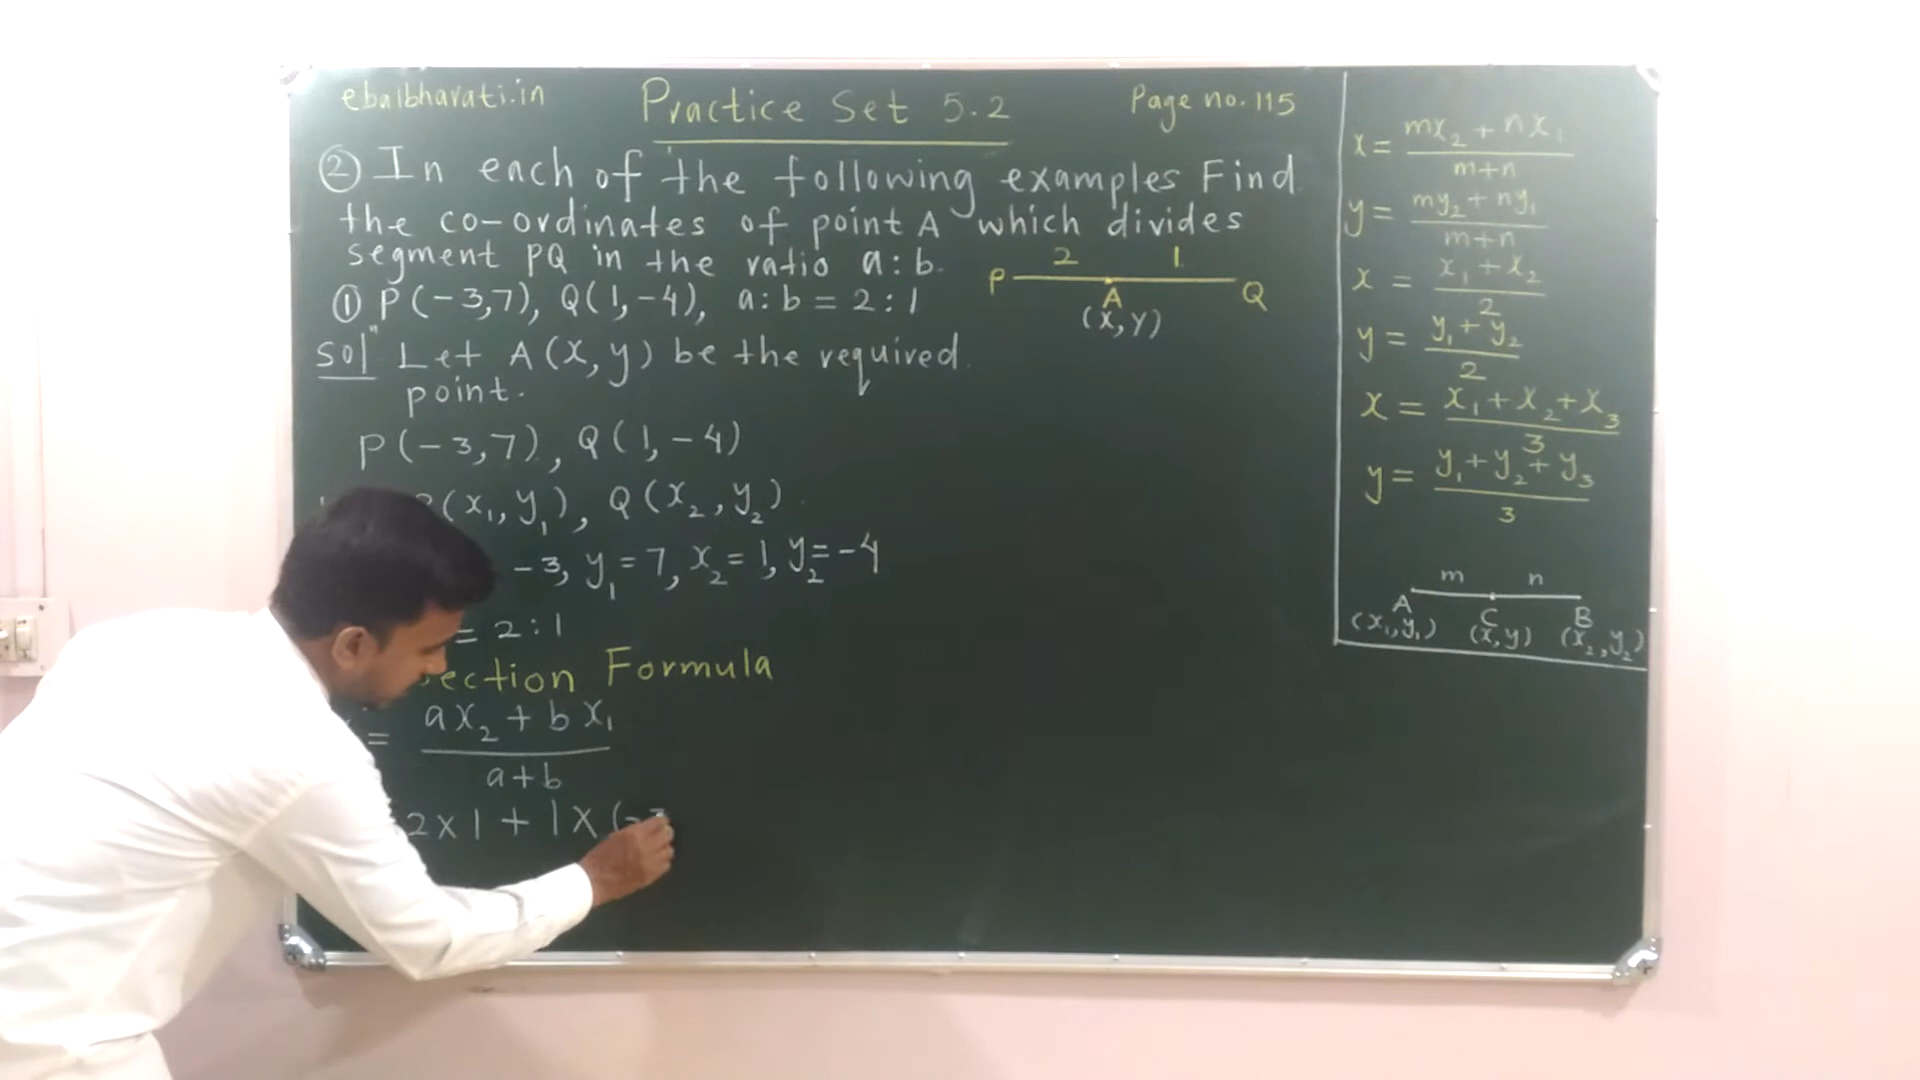 ebalbharati.in
Practice Set 5.2
Page no. 115
② In each of the following examples Find
the co-ordinates of point A which divides
segment PQ in the ratio a:b.
① P(-3,7), Q(1,-4), a:b = 2:1
P 2 1 Q
A
(x,y)
Solⁿ Let A(x,y) be the required
point.
P(-3,7), Q(1,-4)
(x₁,y₁), Q(x₂,y₂)
-3, y₁=7, x₂=1, y₂=-4
= 2:1
ection Formula
= ax₂ + bx₁
a+b
2x1 + 1x(-3
x = mx₂ + nx₁
m+n
y = my₂ + ny₁
m+n
x = x₁ + x₂
2
y = y₁ + y₂
2
x = x₁ + x₂ + x₃
3
y = y₁ + y₂ + y₃
3
m n
A C B
(x₁,y₁) (x,y) (x₂,y₂)